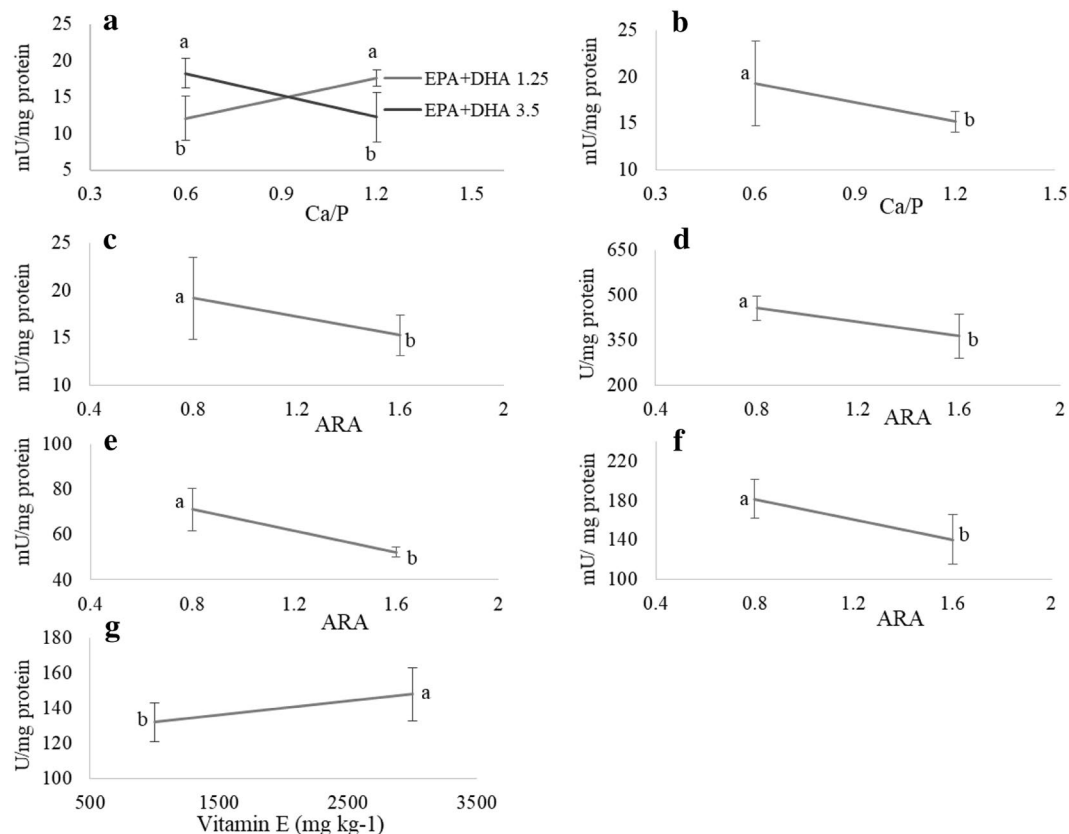 a
mU/mg protein
25
20
15
10
5
a
a
b
b
EPA+DHA 1.25
EPA+DHA 3.5
0.3
0.6
0.9
1.2
1.5
Ca/P
b
mU/mg protein
25
20
15
10
a
b
0.3
0.6
0.9
1.2
1.5
Ca/P
c
mU/mg protein
25
20
15
10
a
b
0.4
0.8
1.2
1.6
2
ARA
d
U/mg protein
650
500
350
200
a
b
0.4
0.8
1.2
1.6
2
ARA
e
mU/mg protein
100
80
60
40
a
b
0.4
0.8
1.2
1.6
2
ARA
f
mU/ mg protein
220
180
140
100
a
b
0.4
0.8
1.2
1.6
2
ARA
g
U/mg protein
180
160
140
120
100
b
a
500
1500
2500
3500
Vitamin E (mg kg-1)